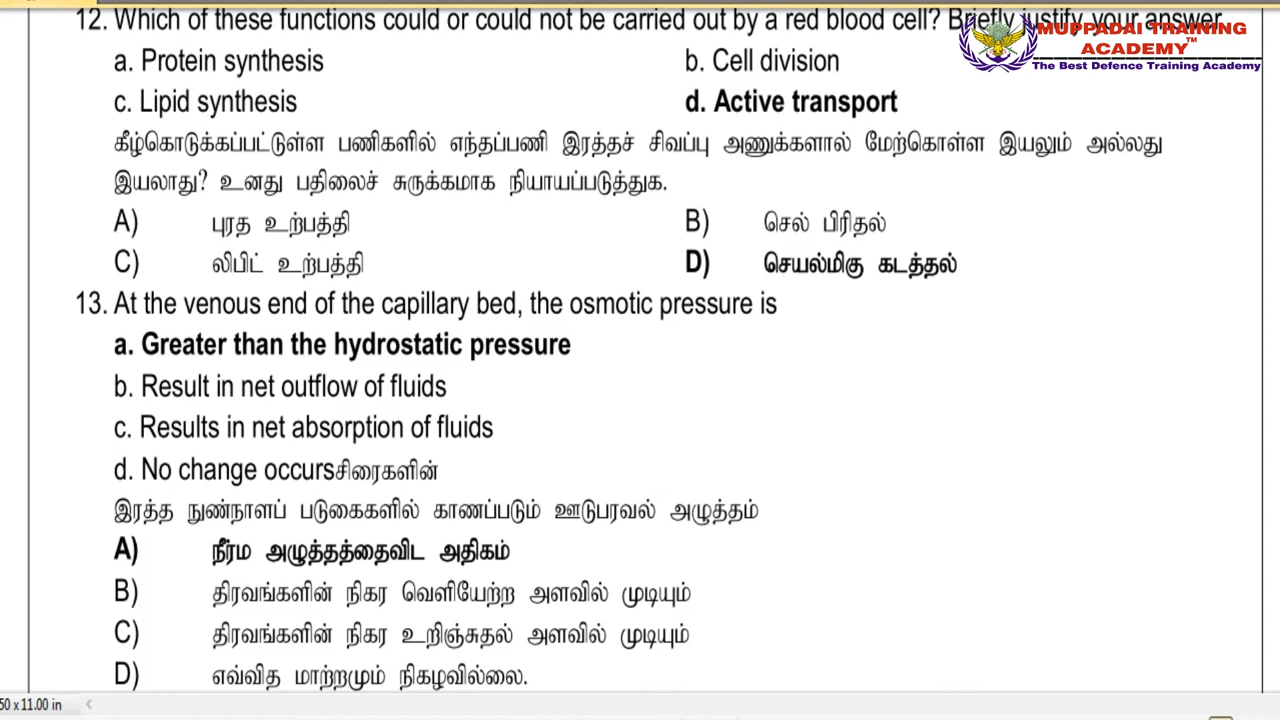 12. Which of these functions could or could not be carried out by a red blood cell? Briefly justify your answer
MUPPADAI TRAINING
ACADEMY™
The Best Defence Training Academy
a. Protein synthesis
b. Cell division
c. Lipid synthesis
d. Active transport
கீழ்கொடுக்கப்பட்டுள்ள பணிகளில் எந்தப்பணி இரத்தச் சிவப்பு அணுக்களால் மேற்கொள்ள இயலும் அல்லது
இயலாது? உனது பதிலைச் சுருக்கமாக நியாயப்படுத்துக.
A) புரத உற்பத்தி
B) செல் பிரிதல்
C) லிபிட் உற்பத்தி
D) செயல்மிகு கடத்தல்
13. At the venous end of the capillary bed, the osmotic pressure is
a. Greater than the hydrostatic pressure
b. Result in net outflow of fluids
c. Results in net absorption of fluids
d. No change occursசிரைகளின்
இரத்த நுண்நாளப் படுகைகளில் காணப்படும் ஊடுபரவல் அழுத்தம்
A) நீர்ம அழுத்தத்தைவிட அதிகம்
B) திரவங்களின் நிகர வெளியேற்ற அளவில் முடியும்
C) திரவங்களின் நிகர உறிஞ்சுதல் அளவில் முடியும்
D) எவ்வித மாற்றமும் நிகழவில்லை.
50 x 11.00 in